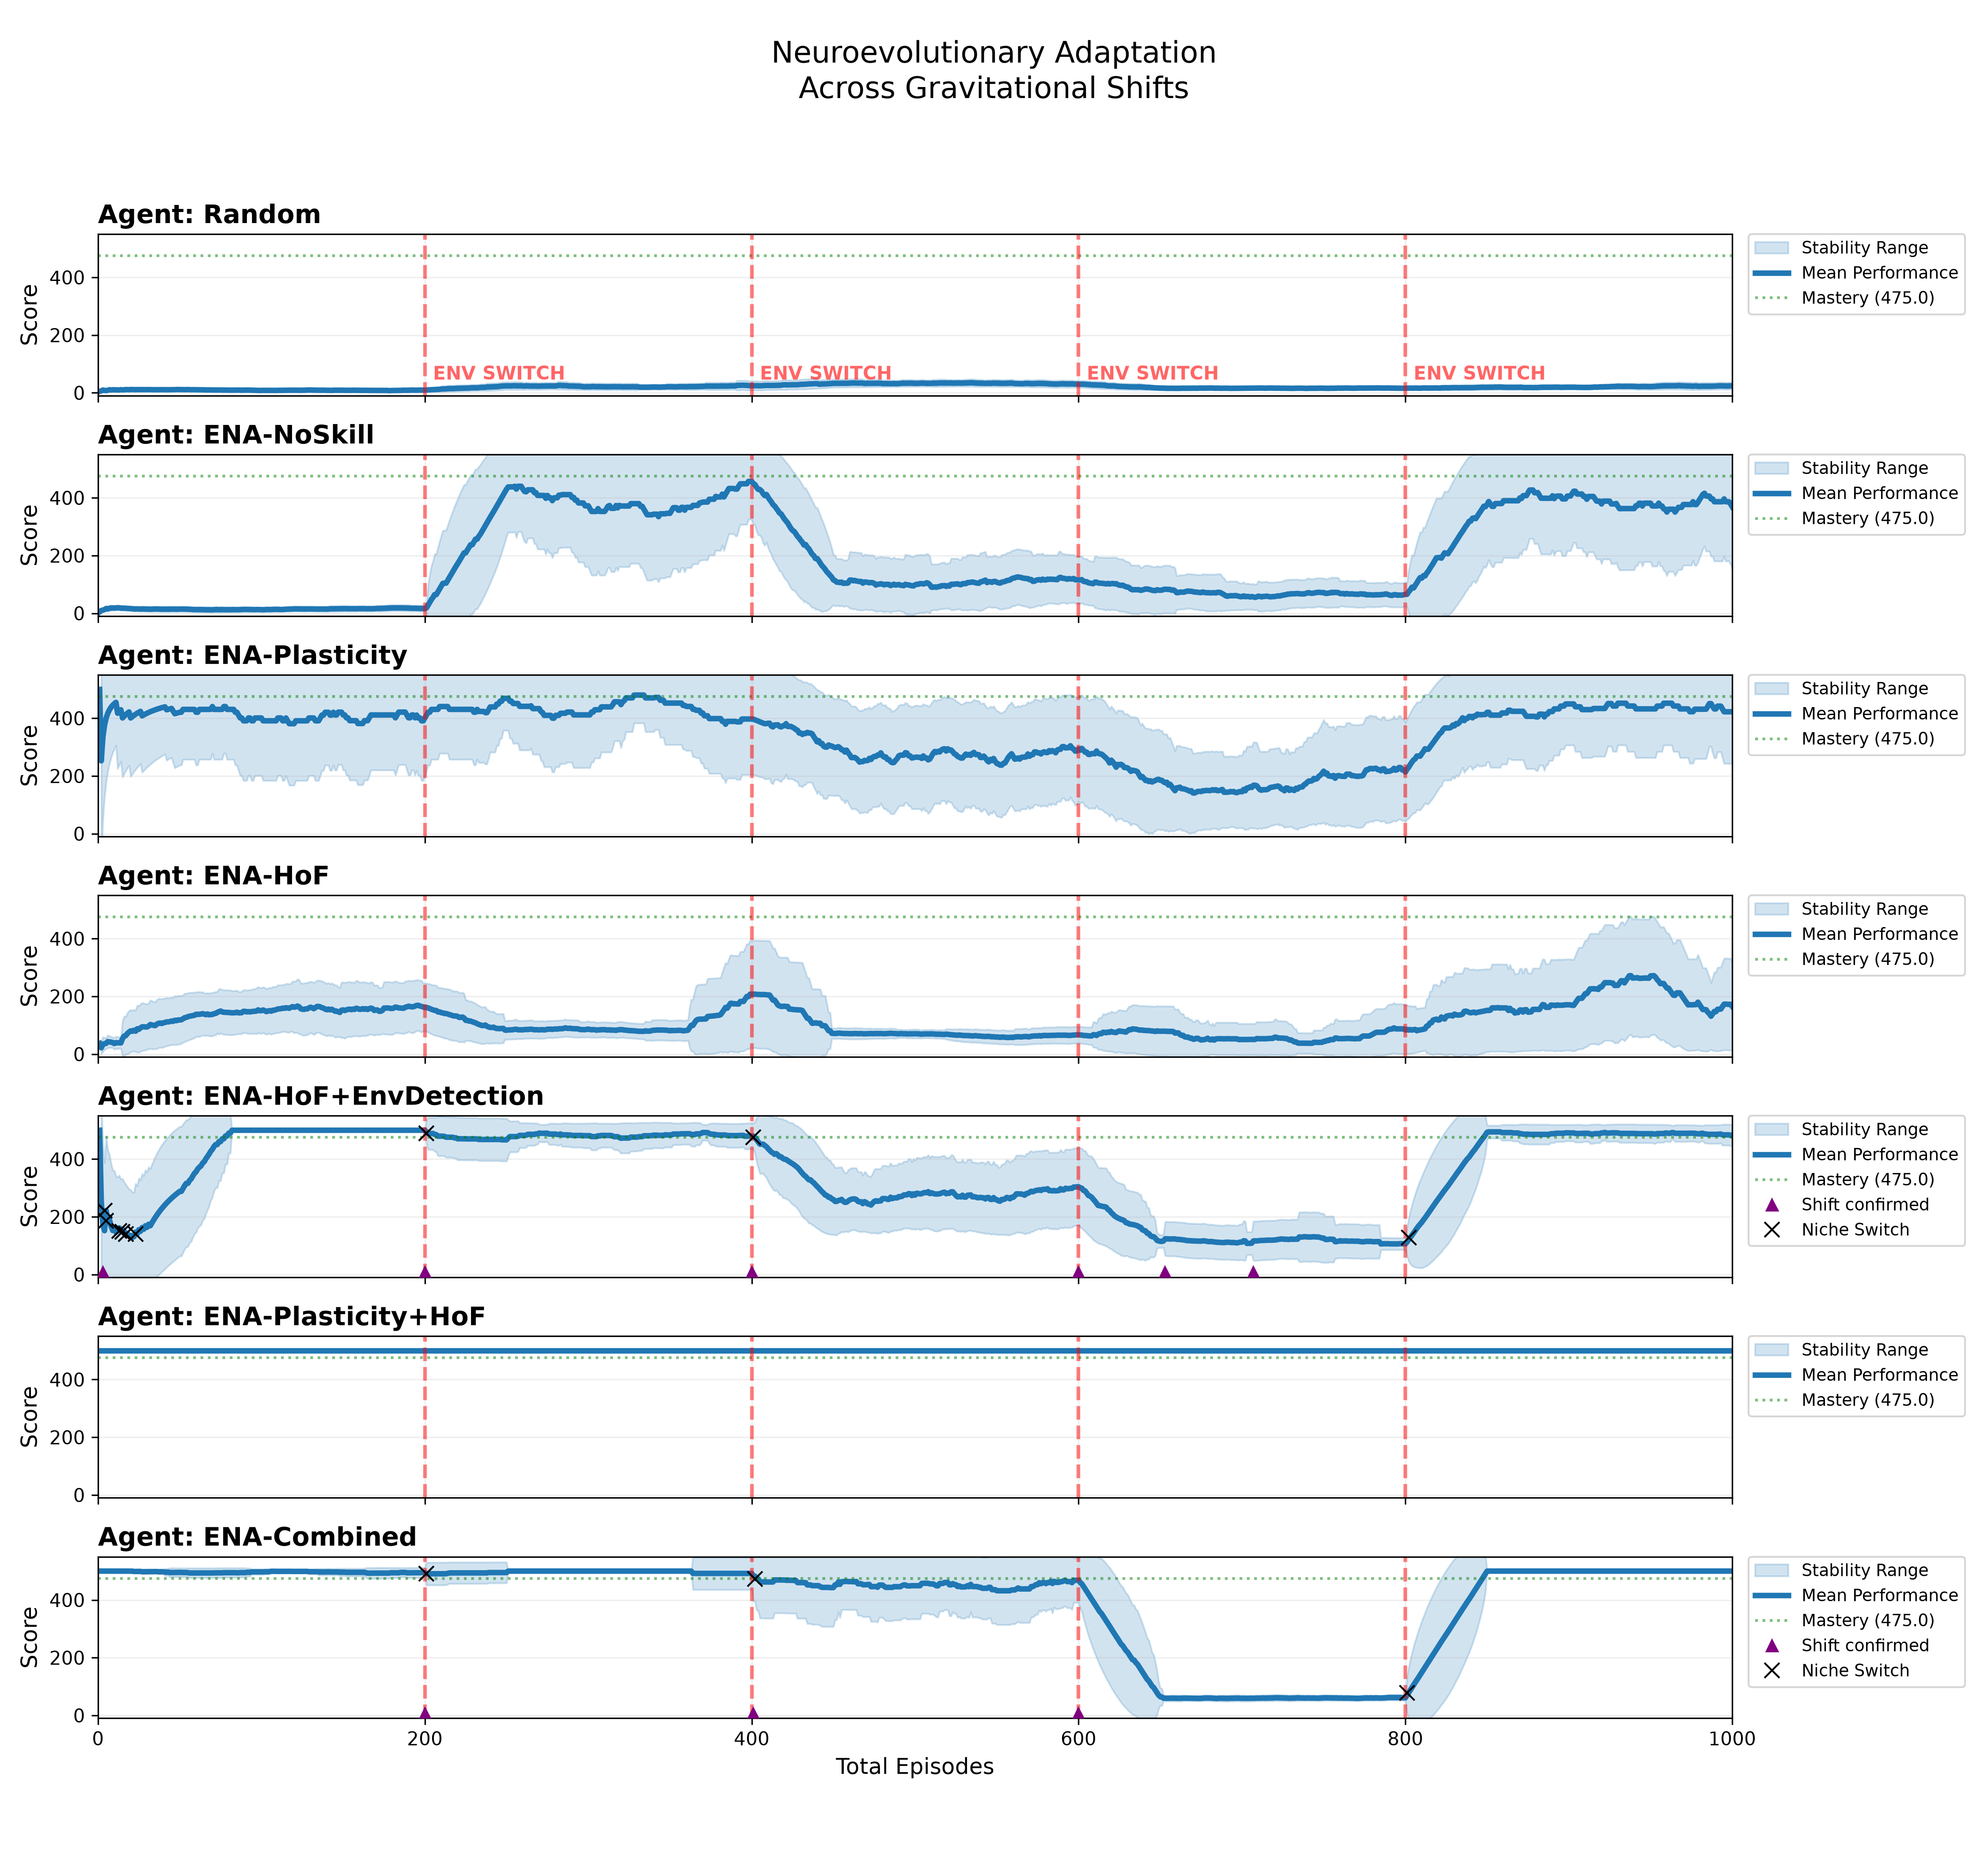 Neuroevolutionary Adaptation
Across Gravitational Shifts
Agent: Random
Score
400
200
0
ENV SWITCH
ENV SWITCH
ENV SWITCH
ENV SWITCH
Stability Range
Mean Performance
Mastery (475.0)
Agent: ENA-NoSkill
Score
400
200
0
Stability Range
Mean Performance
Mastery (475.0)
Agent: ENA-Plasticity
Score
400
200
0
Stability Range
Mean Performance
Mastery (475.0)
Agent: ENA-HoF
Score
400
200
0
Stability Range
Mean Performance
Mastery (475.0)
Agent: ENA-HoF+EnvDetection
Score
400
200
0
Stability Range
Mean Performance
Mastery (475.0)
Shift confirmed
Niche Switch
Agent: ENA-Plasticity+HoF
Score
400
200
0
Stability Range
Mean Performance
Mastery (475.0)
Agent: ENA-Combined
Score
400
200
0
Stability Range
Mean Performance
Mastery (475.0)
Shift confirmed
Niche Switch
0
200
400
600
800
1000
Total Episodes